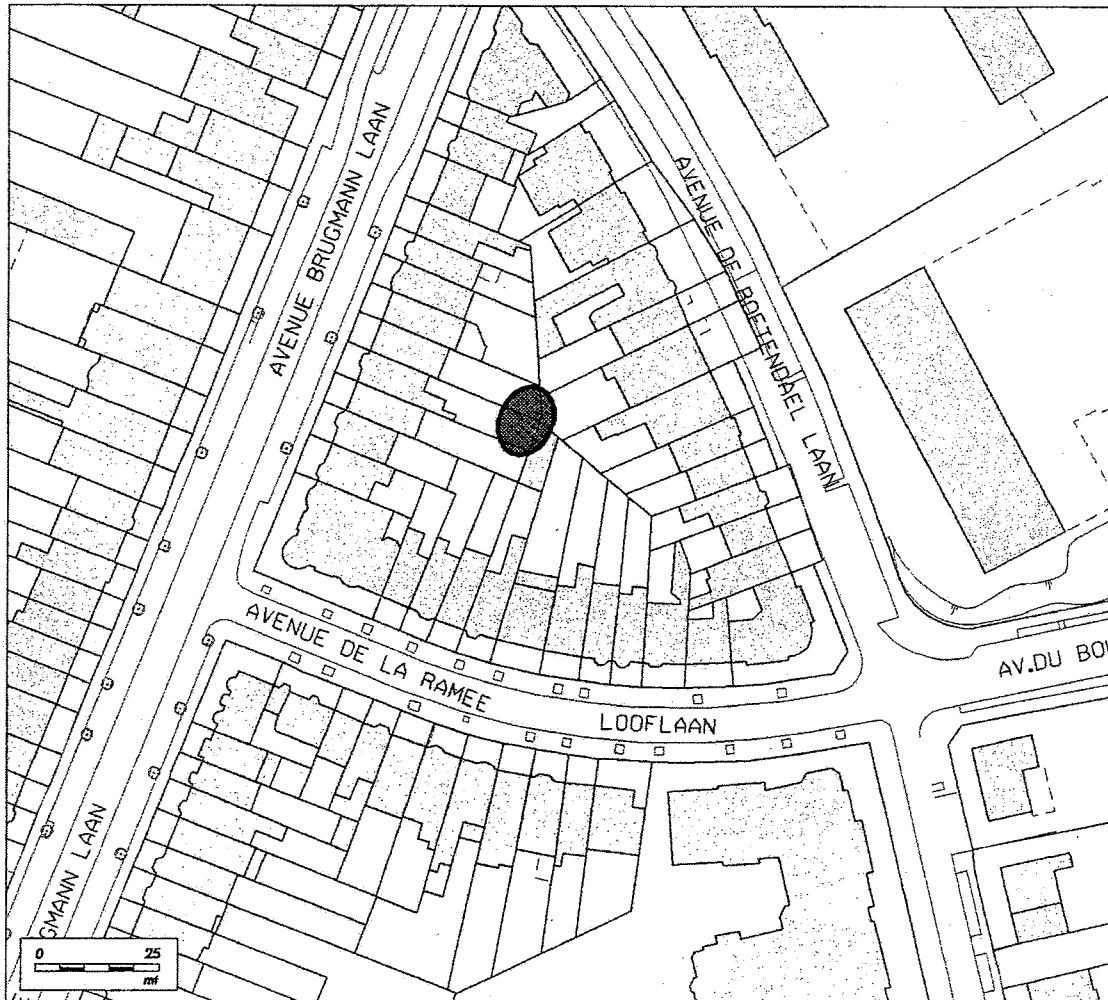 AVENUE BRUGMANN LAAN
AVENUE DE BOETENDAEL LAAN
AVENUE DE LA RAMEE
LOOFLAAN
AV.DU BO
GMANN LAAN
0 25
mt